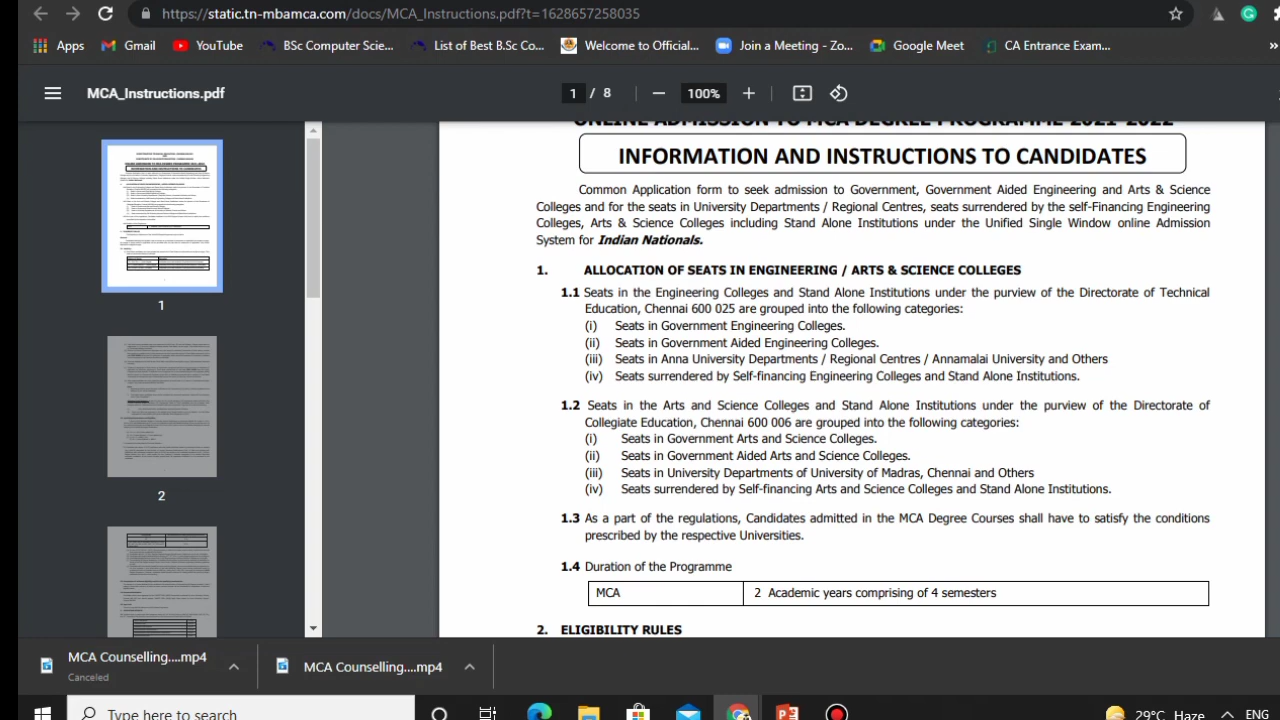 https://static.tn-mbamca.com/docs/MCA_Instructions.pdf?t=1628657258035
Apps Gmail YouTube BSc Computer Scie... List of Best B.Sc Co... Welcome to Official... Join a Meeting - Zo... Google Meet CA Entrance Exam... »
MCA_Instructions.pdf 1 / 8 — 100% +
ONLINE ADMISSION TO MCA DEGREE PROGRAMME 2021-2022
INFORMATION AND INSTRUCTIONS TO CANDIDATES
Common Application form to seek admission to Government, Government Aided Engineering and Arts & Science
Colleges and for the seats in University Departments / Regional Centres, seats surrendered by the self-Financing Engineering
Colleges, Arts & Science Colleges including Stand Alone Institutions under the Unified Single Window online Admission
System for Indian Nationals.
1. ALLOCATION OF SEATS IN ENGINEERING / ARTS & SCIENCE COLLEGES
1.1 Seats in the Engineering Colleges and Stand Alone Institutions under the purview of the Directorate of Technical
Education, Chennai 600 025 are grouped into the following categories:
(i) Seats in Government Engineering Colleges.
(ii) Seats in Government Aided Engineering Colleges.
(iii) Seats in Anna University Departments / Regional Centres / Annamalai University and Others
(iv) Seats surrendered by Self-financing Engineering Colleges and Stand Alone Institutions.
1.2 Seats in the Arts and Science Colleges and Stand Alone Institutions under the purview of the Directorate of
Collegiate Education, Chennai 600 006 are grouped into the following categories:
(i) Seats in Government Arts and Science Colleges.
(ii) Seats in Government Aided Arts and Science Colleges.
(iii) Seats in University Departments of University of Madras, Chennai and Others
(iv) Seats surrendered by Self-financing Arts and Science Colleges and Stand Alone Institutions.
1.3 As a part of the regulations, Candidates admitted in the MCA Degree Courses shall have to satisfy the conditions
prescribed by the respective Universities.
1.4 Duration of the Programme
MCA 2 Academic years comprising of 4 semesters
2. ELIGIBILITY RULES
1
2
MCA Counselling....mp4
Canceled
MCA Counselling....mp4
Type here to search
29°C Haze ENG